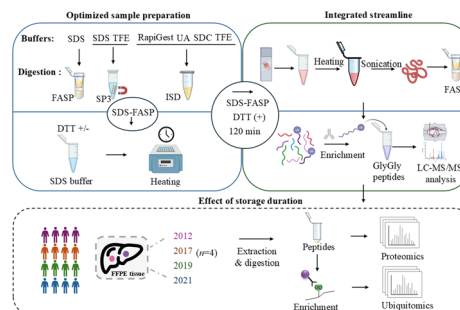 Optimized sample preparation
Buffers: SDS SDS TFE RapiGest UA SDC TFE
Digestion :
FASP SP3 ISD
SDS-FASP
DTT +/-
SDS buffer Heating
SDS-FASP
DTT (+)
120 min
Integrated streamline
Heating Sonication
FAS
Enrichment
GlyGly
peptides
LC-MS/MS
analysis
Effect of storage duration
FFPE tissue
2012
2017
2019
2021
(n=4)
Extraction
& digestion
Peptides
Enrichment
Proteomics
Ubiquitomics